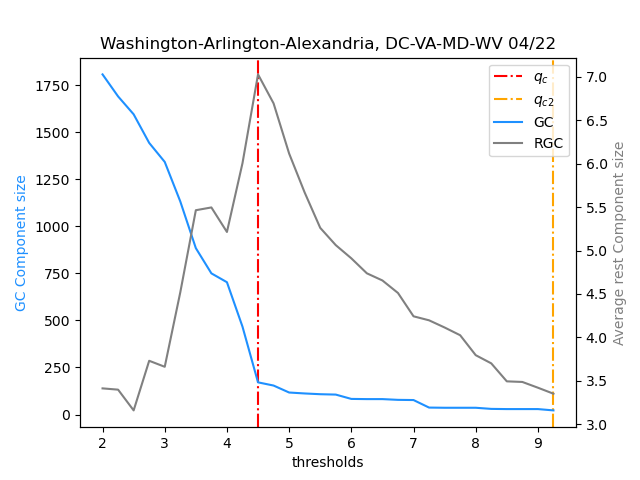 Washington-Arlington-Alexandria, DC-VA-MD-WV 04/22
q_c
q_c2
GC
RGC
GC Component size
1750
1500
1250
1000
750
500
250
0
7.0
6.5
6.0
5.5
5.0
4.5
4.0
3.5
3.0
Average rest Component size
2 3 4 5 6 7 8 9
thresholds